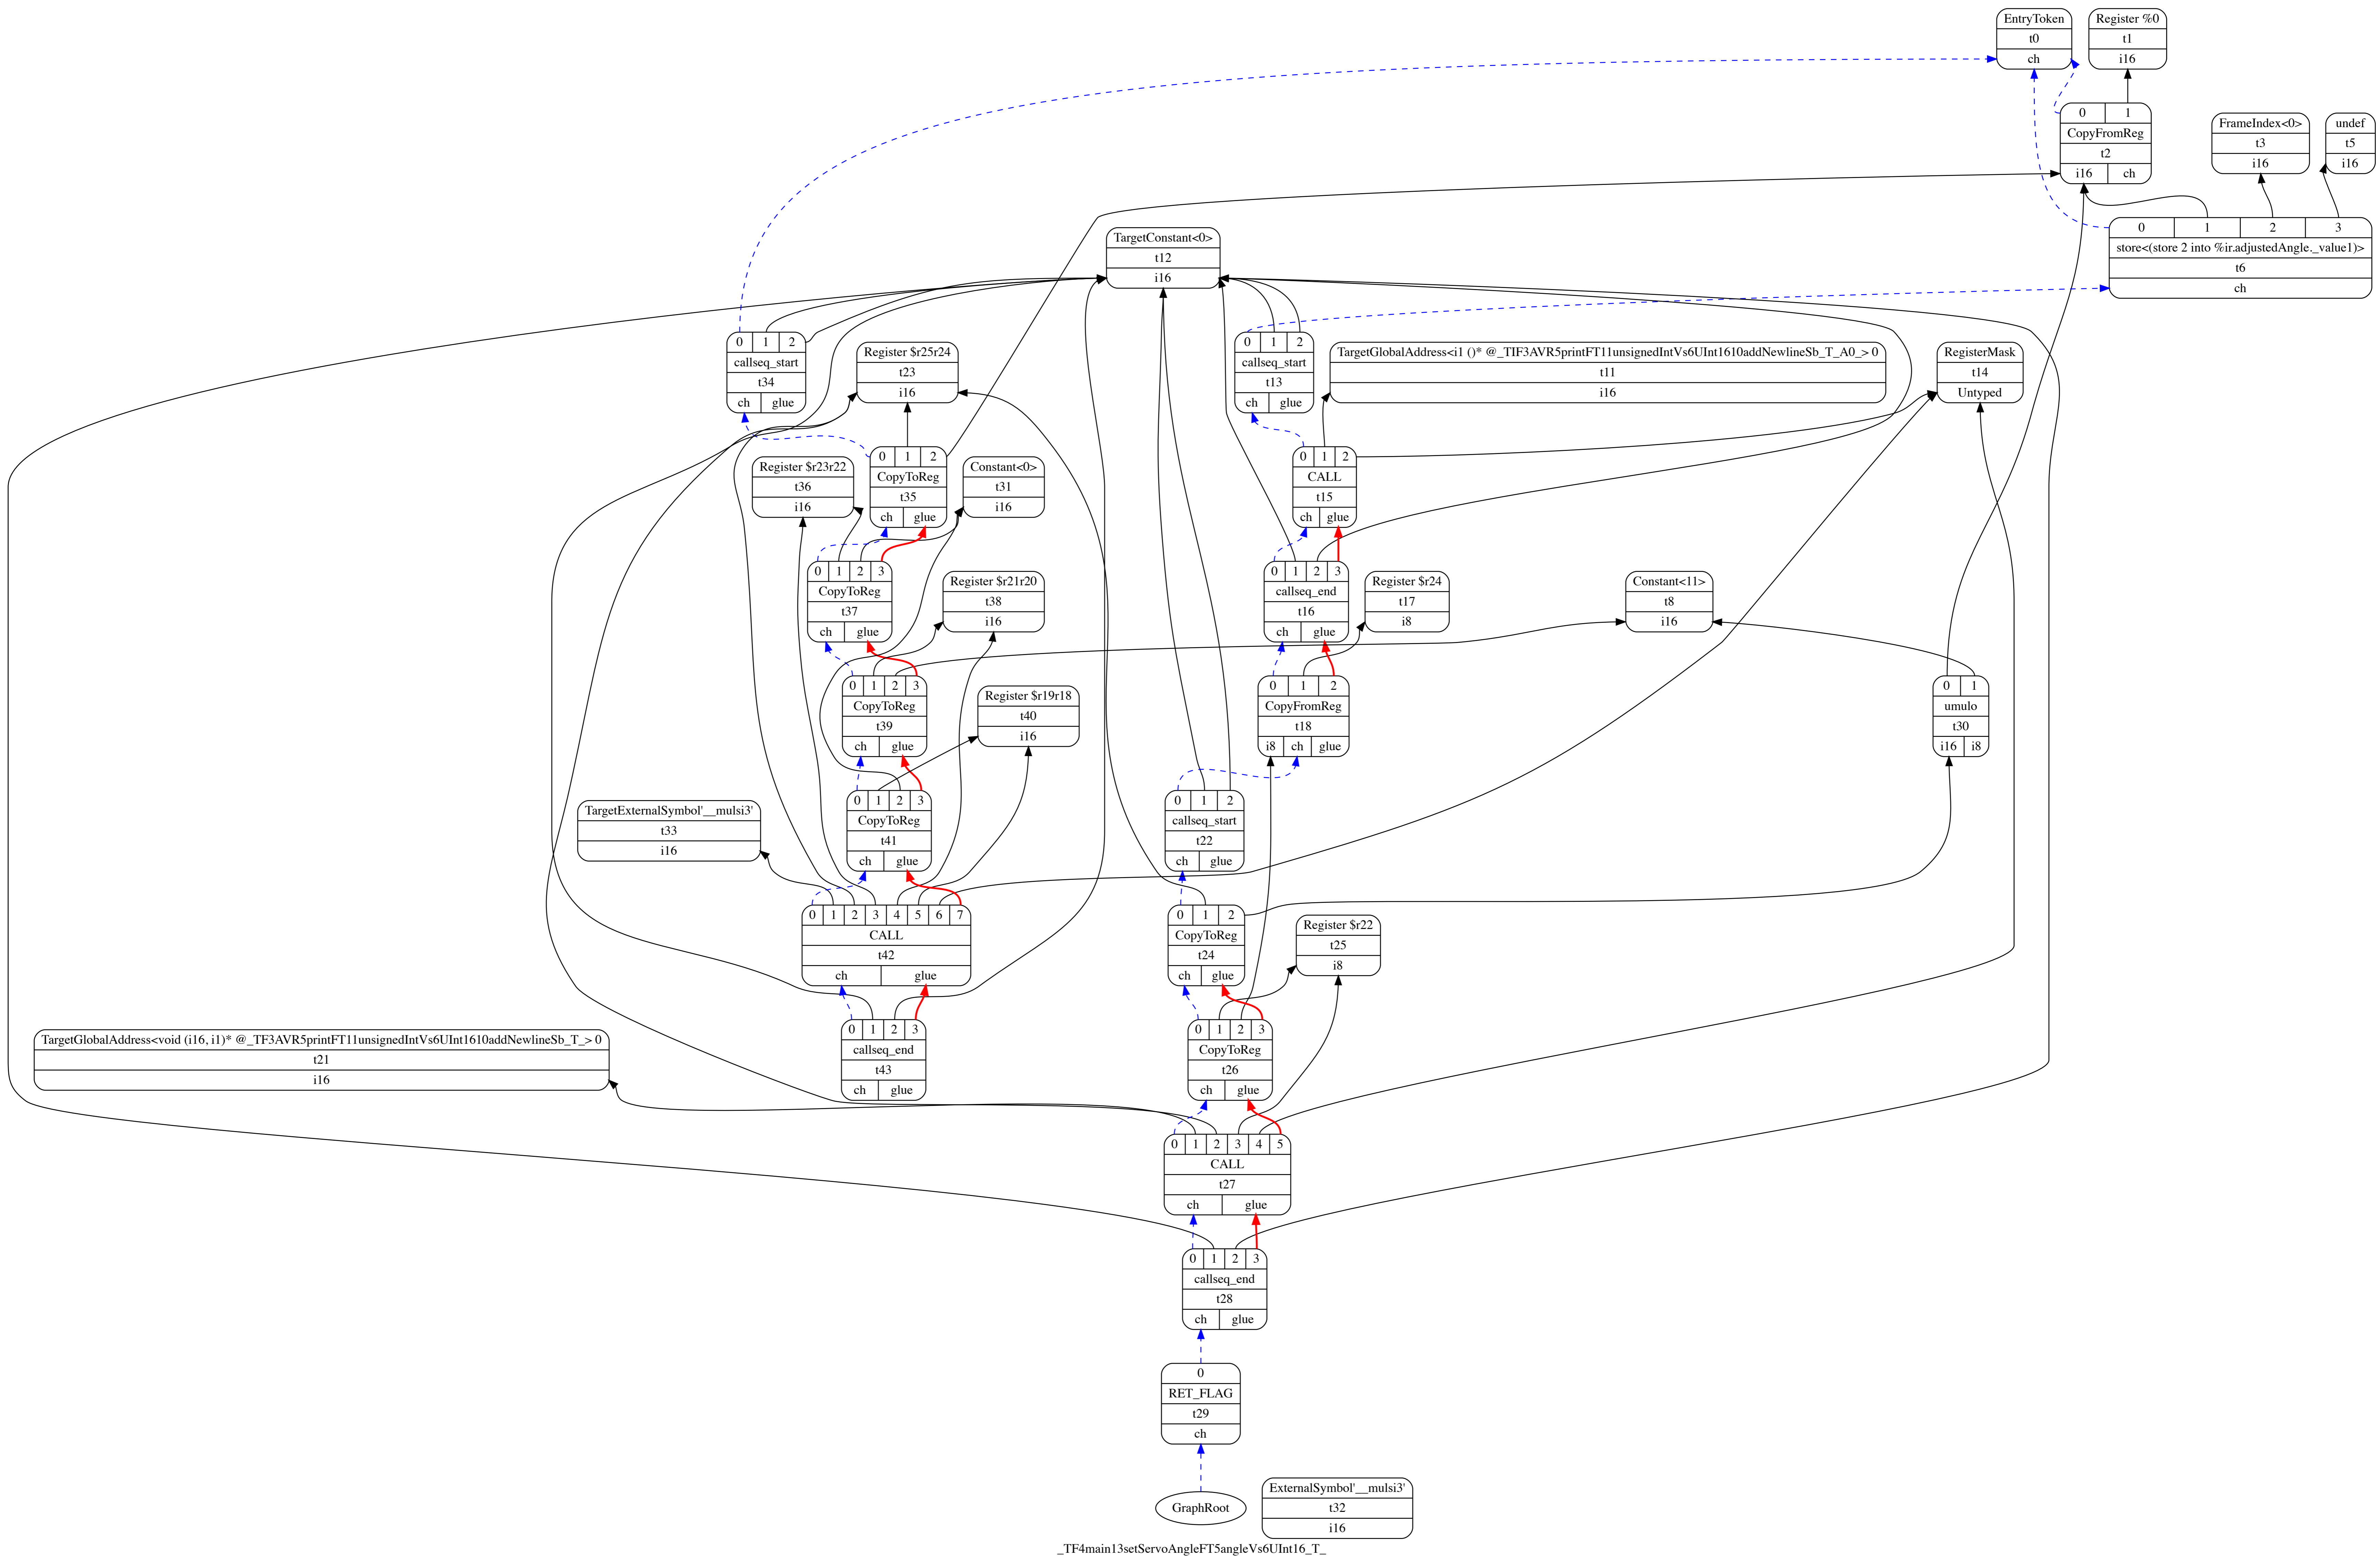 EntryToken
t0
ch
Register %0
t1
i16
0 1
CopyFromReg
t2
i16 ch
FrameIndex<0>
t3
i16
undef
t5
i16
0 1 2 3
store<(store 2 into %ir.adjustedAngle._value1)>
t6
ch
TargetConstant<0>
t12
i16
0 1 2
callseq_start
t34
ch glue
Register $r25r24
t23
i16
0 1 2
callseq_start
t13
ch glue
TargetGlobalAddress<i1 ()* @_TIF3AVR5printFT11unsignedIntVs6UInt1610addNewlineSb_T_A0_> 0
t11
i16
RegisterMask
t14
Untyped
Register $r23r22
t36
i16
0 1 2
CopyToReg
t35
ch glue
Constant<0>
t31
i16
0 1 2
CALL
t15
ch glue
0 1 2 3
CopyToReg
t37
ch glue
Register $r21r20
t38
i16
0 1 2 3
callseq_end
t16
ch glue
Register $r24
t17
i8
Constant<11>
t8
i16
0 1 2 3
CopyToReg
t39
ch glue
Register $r19r18
t40
i16
0 1 2
CopyFromReg
t18
i8 ch glue
0 1
umulo
t30
i16 i8
TargetExternalSymbol'__mulsi3'
t33
i16
0 1 2 3
CopyToReg
t41
ch glue
0 1 2
callseq_start
t22
ch glue
0 1 2 3 4 5 6 7
CALL
t42
ch glue
0 1 2
CopyToReg
t24
ch glue
Register $r22
t25
i8
TargetGlobalAddress<void (i16, i1)* @_TF3AVR5printFT11unsignedIntVs6UInt1610addNewlineSb_T_> 0
t21
i16
0 1 2 3
callseq_end
t43
ch glue
0 1 2 3
CopyToReg
t26
ch glue
0 1 2 3 4 5
CALL
t27
ch glue
0 1 2 3
callseq_end
t28
ch glue
0
RET_FLAG
t29
ch
GraphRoot
ExternalSymbol'__mulsi3'
t32
i16
_TF4main13setServoAngleFT5angleVs6UInt16_T_